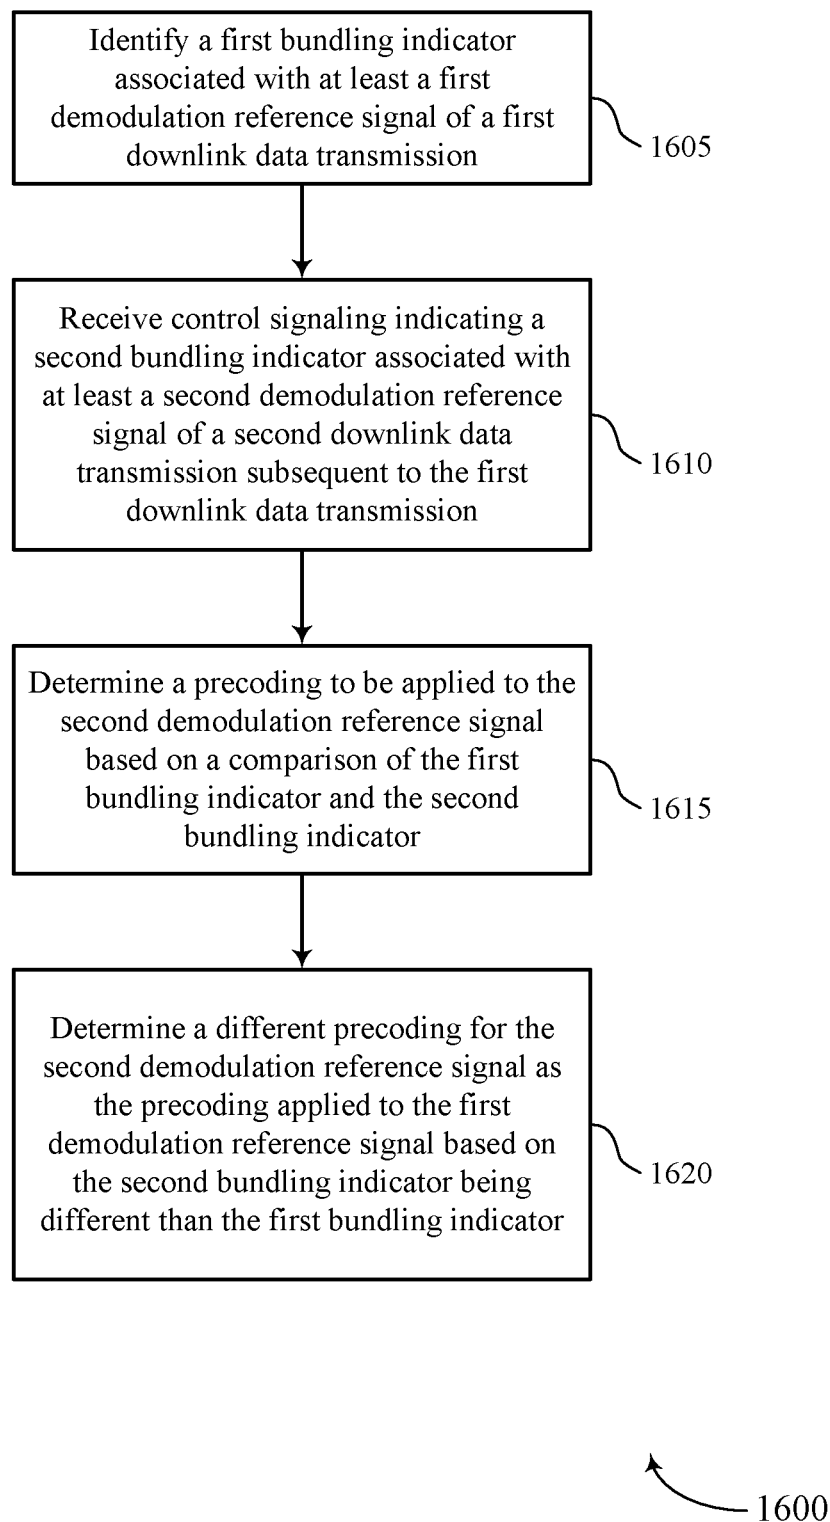 Identify a first bundling indicator
associated with at least a first
demodulation reference signal of a first
downlink data transmission
1605
Receive control signaling indicating a
second bundling indicator associated with
at least a second demodulation reference
signal of a second downlink data
transmission subsequent to the first
downlink data transmission
1610
Determine a precoding to be applied to the
second demodulation reference signal
based on a comparison of the first
bundling indicator and the second
bundling indicator
1615
Determine a different precoding for the
second demodulation reference signal as
the precoding applied to the first
demodulation reference signal based on
the second bundling indicator being
different than the first bundling indicator
1620
1600